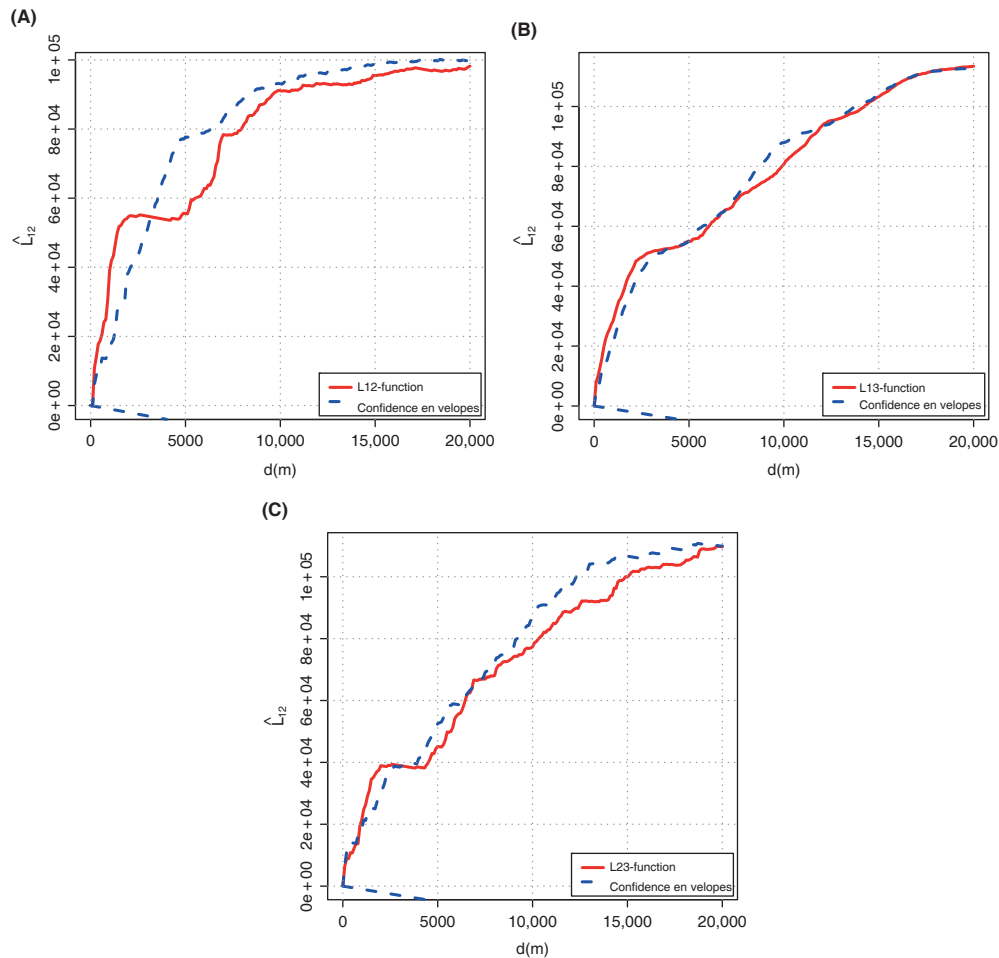 (A)
L̂12
1e + 05
8e + 04
6e + 04
4e + 04
2e + 04
0e + 00
L12-function
Confidence en velopes
0 5000 10,000 15,000 20,000
d(m)
(B)
L̂12
1e + 05
8e + 04
6e + 04
4e + 04
2e + 04
0e + 00
L13-function
Confidence en velopes
0 5000 10,000 15,000 20,000
d(m)
(C)
L̂12
1e + 05
8e + 04
6e + 04
4e + 04
2e + 04
0e + 00
L23-function
Confidence en velopes
0 5000 10,000 15,000 20,000
d(m)